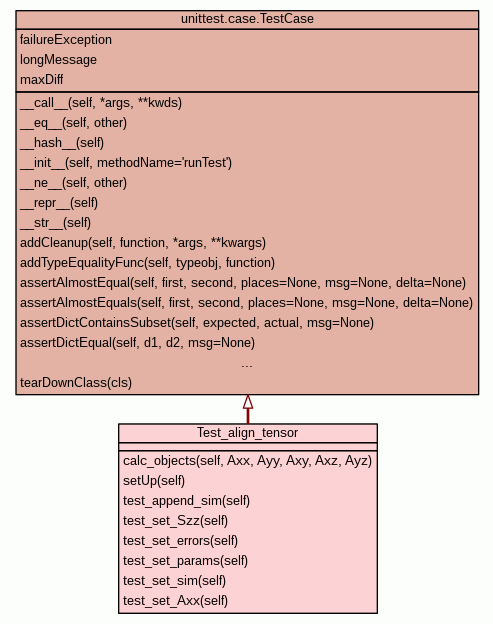 unittest.case.TestCase
failureException
longMessage
maxDiff
__call__(self, *args, **kwds)
__eq__(self, other)
__hash__(self)
__init__(self, methodName='runTest')
__ne__(self, other)
__repr__(self)
__str__(self)
addCleanup(self, function, *args, **kwargs)
addTypeEqualityFunc(self, typeobj, function)
assertAlmostEqual(self, first, second, places=None, msg=None, delta=None)
assertAlmostEquals(self, first, second, places=None, msg=None, delta=None)
assertDictContainsSubset(self, expected, actual, msg=None)
assertDictEqual(self, d1, d2, msg=None)
...
tearDownClass(cls)
Test_align_tensor
calc_objects(self, Axx, Ayy, Axy, Axz, Ayz)
setUp(self)
test_append_sim(self)
test_set_Szz(self)
test_set_errors(self)
test_set_params(self)
test_set_sim(self)
test_set_Axx(self)